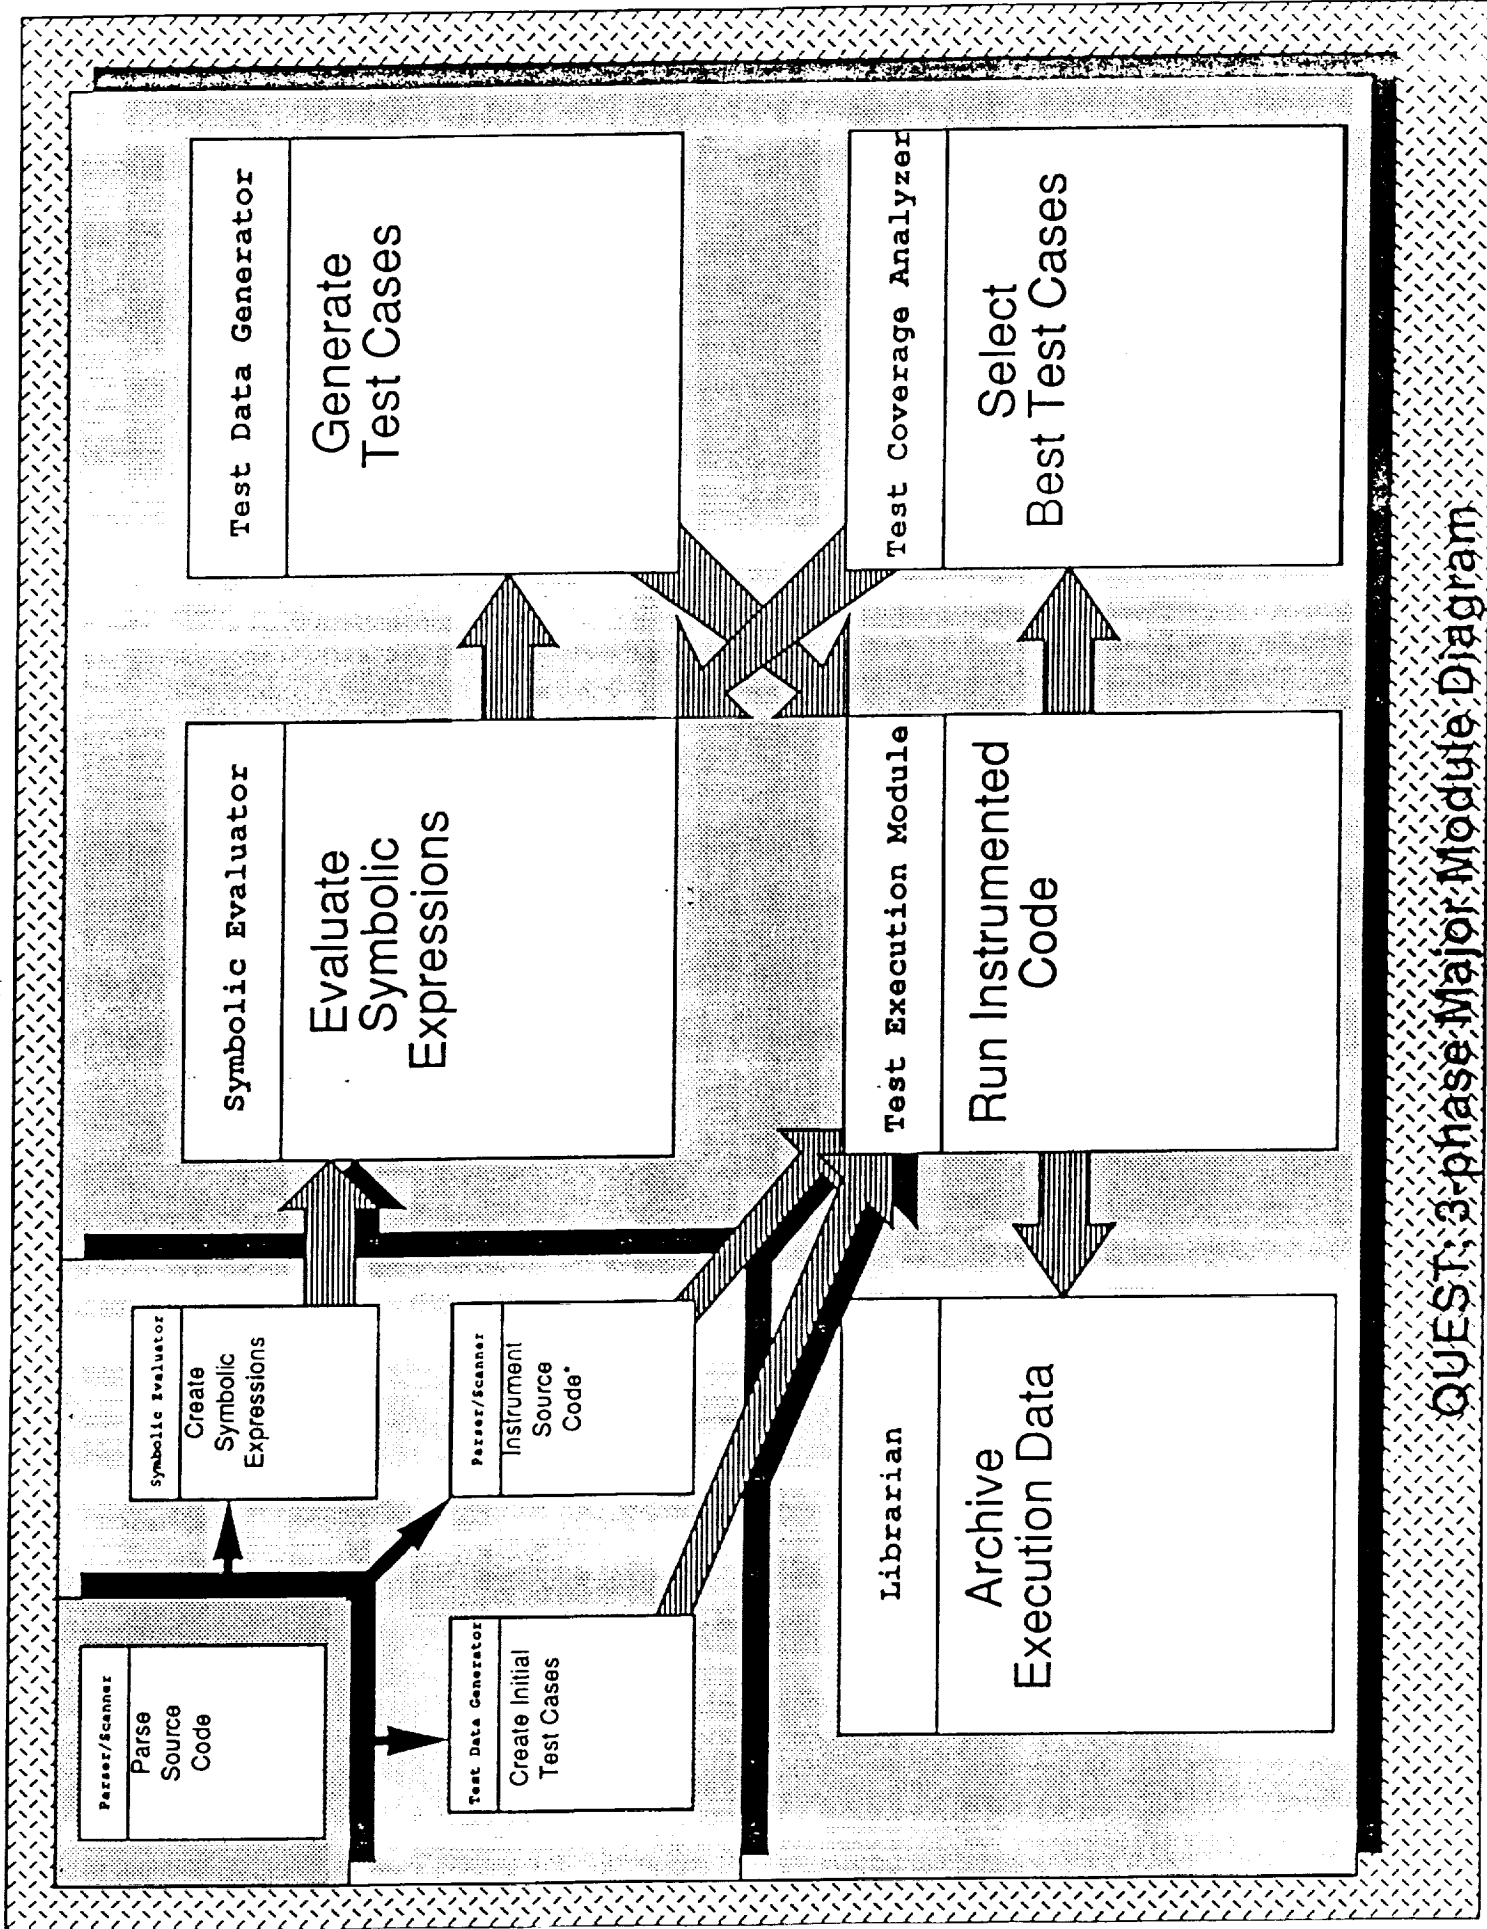 Parser/Scanner
Parse
Source
Code
Symbolic Evaluator
Create
Symbolic
Expressions
Test Data Generator
Create Initial
Test Cases
Parser/Scanner
Instrument
Source
Code*
Symbolic Evaluator
Evaluate
Symbolic
Expressions
Test Data Generator
Generate
Test Cases
Librarian
Archive
Execution Data
Test Execution Module
Run Instrumented
Code
Test Coverage Analyzer
Select
Best Test Cases
QUEST: 3-phase Major Module Diagram